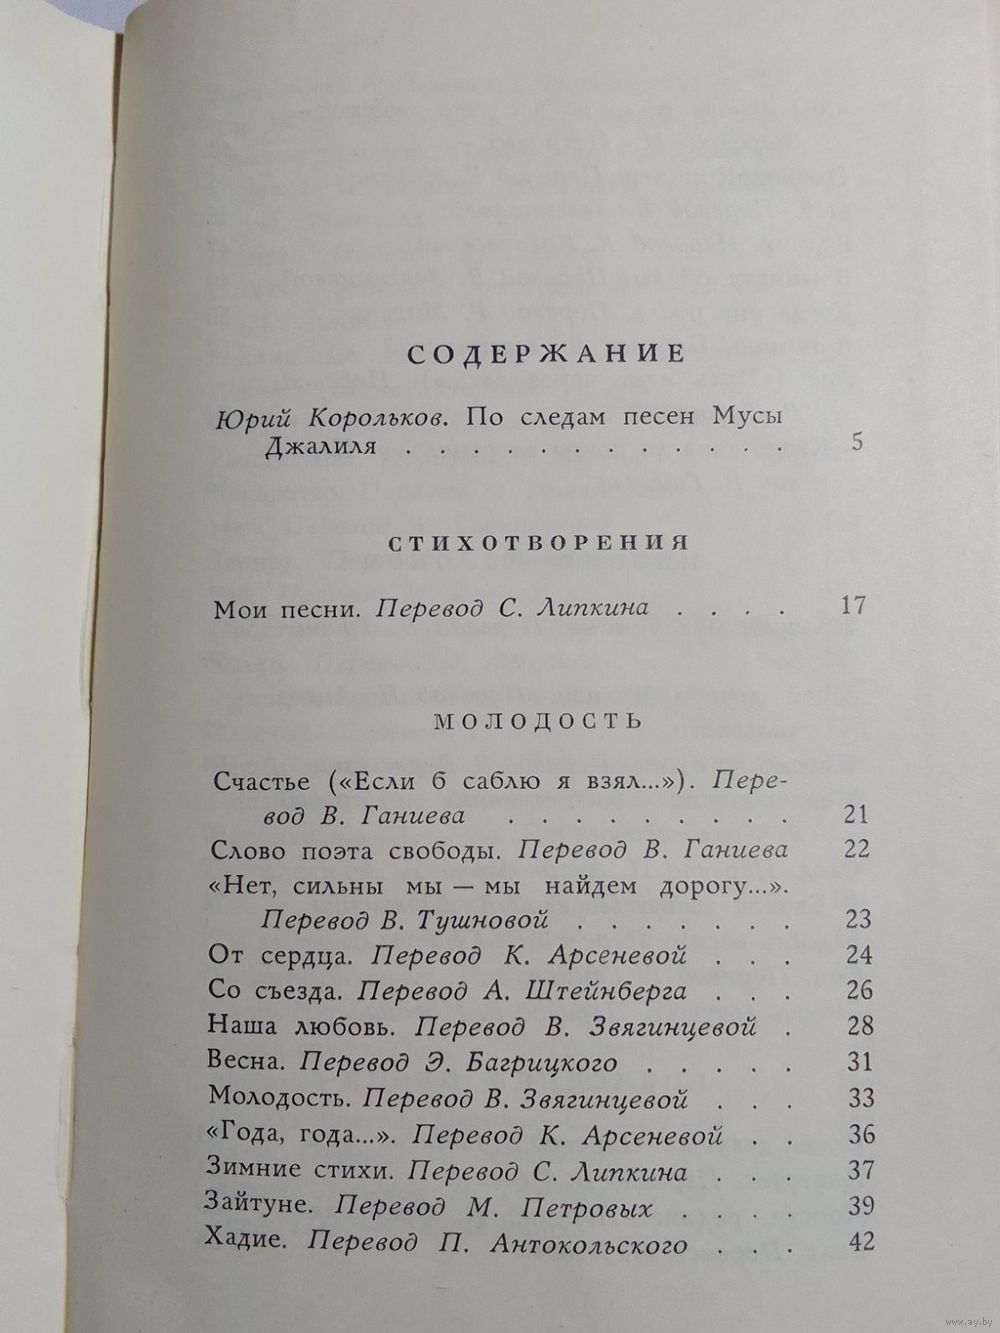 СОДЕРЖАНИЕ
Юрий Корольков. По следам песен Мусы
Джалиля . . . . . . . . . . . . 5
СТИХОТВОРЕНИЯ
Мои песни. Перевод С. Липкина . . . . 17
МОЛОДОСТЬ
Счастье («Если б саблю я взял...»). Пере-
вод В. Ганиева . . . . . . . . . 21
Слово поэта свободы. Перевод В. Ганиева 22
«Нет, сильны мы — мы найдем дорогу...».
Перевод В. Тушновой . . . . . . . 23
От сердца. Перевод К. Арсеневой . . . 24
Со съезда. Перевод А. Штейнберга . . . 26
Наша любовь. Перевод В. Звягинцевой . 28
Весна. Перевод Э. Багрицкого . . . . . 31
Молодость. Перевод В. Звягинцевой . . . 33
«Года, года...». Перевод К. Арсеневой . . 36
Зимние стихи. Перевод С. Липкина . . . 37
Зайтуне. Перевод М. Петровых . . . . 39
Хадие. Перевод П. Антокольского . . . 42
www.ay.by